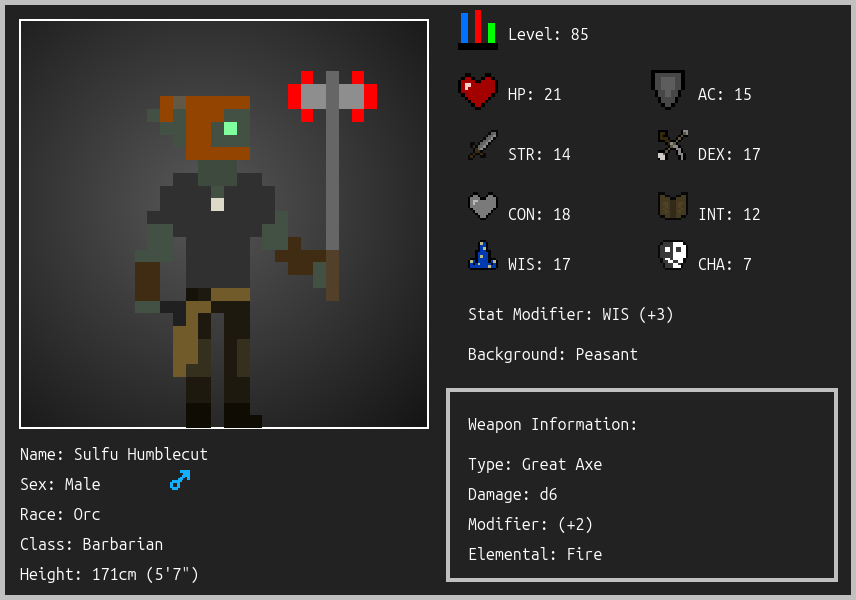 Level: 85
HP: 21
AC: 15
STR: 14
DEX: 17
CON: 18
INT: 12
WIS: 17
CHA: 7
Stat Modifier: WIS (+3)
Background: Peasant
Weapon Information:
Type: Great Axe
Damage: d6
Modifier: (+2)
Elemental: Fire
Name: Sulfu Humblecut
Sex: Male
Race: Orc
Class: Barbarian
Height: 171cm (5'7")